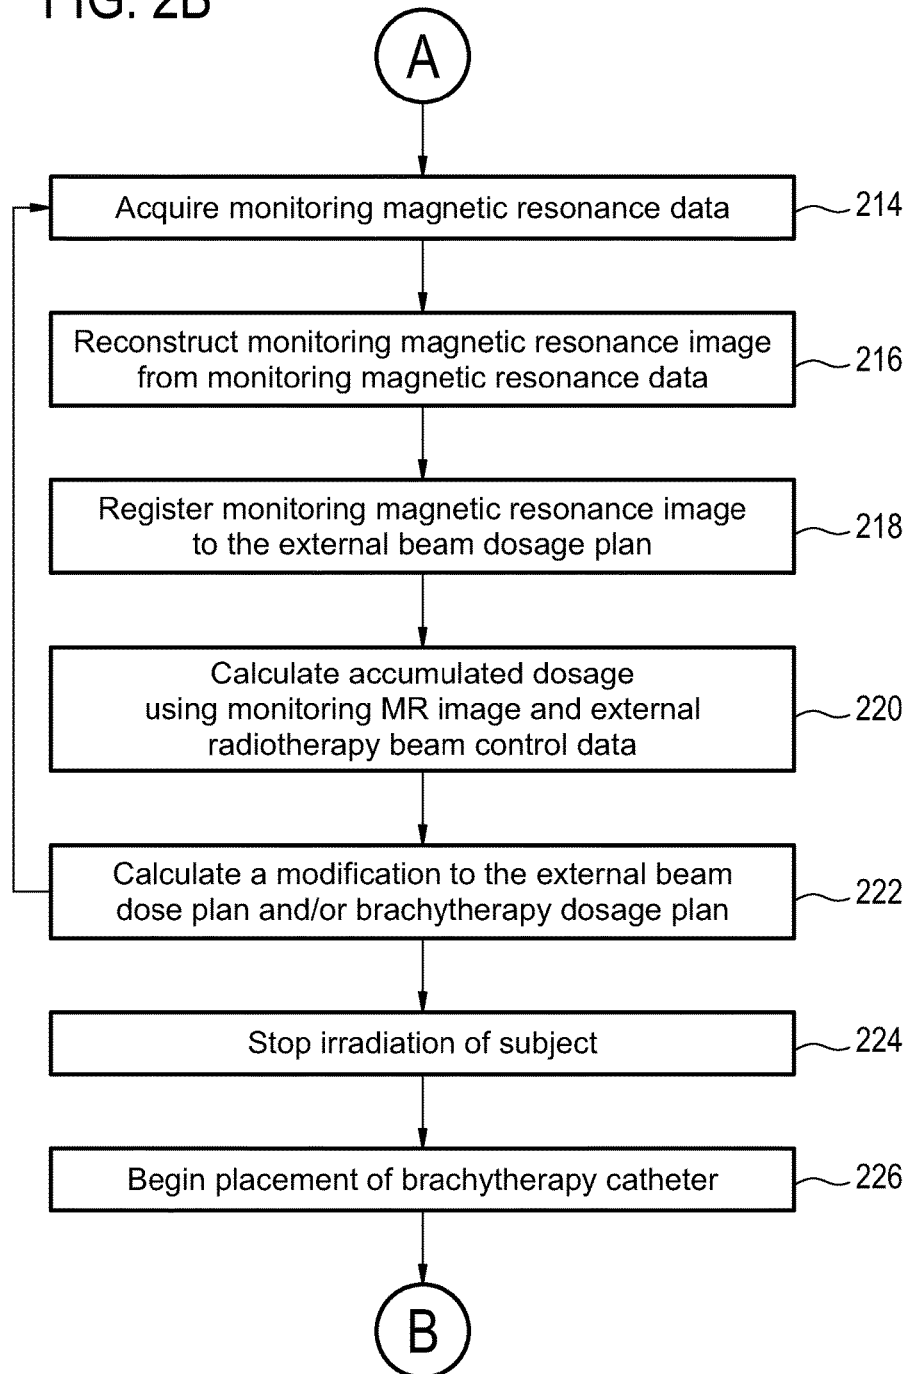 FIG. 2B
A
Acquire monitoring magnetic resonance data
214
Reconstruct monitoring magnetic resonance image
from monitoring magnetic resonance data
216
Register monitoring magnetic resonance image
to the external beam dosage plan
218
Calculate accumulated dosage
using monitoring MR image and external
radiotherapy beam control data
220
Calculate a modification to the external beam
dose plan and/or brachytherapy dosage plan
222
Stop irradiation of subject
224
Begin placement of brachytherapy catheter
226
B